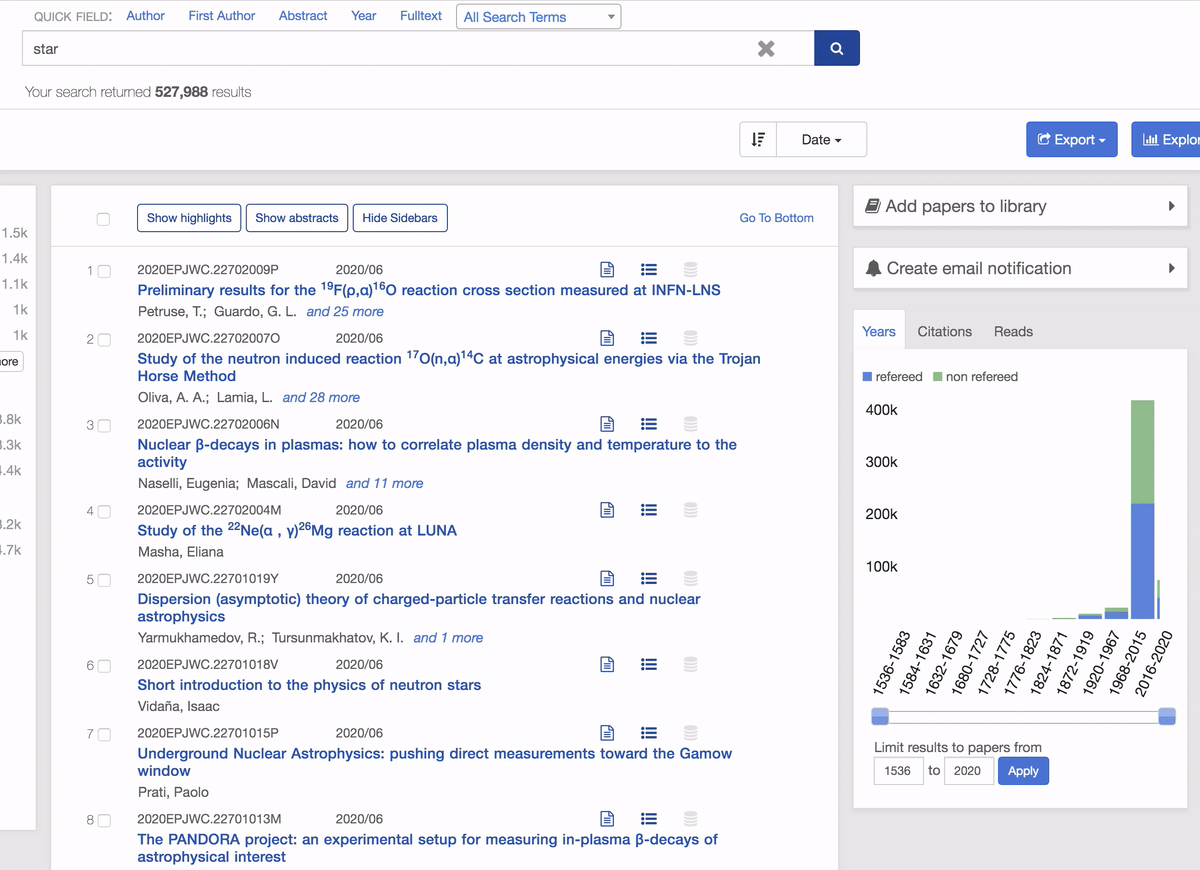 QUICK FIELD: Author First Author Abstract Year Fulltext All Search Terms
star
Your search returned 527,988 results
Date
Export
Explor
1.5k
1.4k
1.1k
1k
1k
ore
3.8k
3.3k
4.4k
3.2k
4.7k
Show highlights Show abstracts Hide Sidebars Go To Bottom
1 2020EPJWC.22702009P 2020/06
Preliminary results for the ¹⁹F(p,α)¹⁶O reaction cross section measured at INFN-LNS
Petruse, T.; Guardo, G. L. and 25 more
2 2020EPJWC.22702007O 2020/06
Study of the neutron induced reaction ¹⁷O(n,α)¹⁴C at astrophysical energies via the Trojan
Horse Method
Oliva, A. A.; Lamia, L. and 28 more
3 2020EPJWC.22702006N 2020/06
Nuclear β-decays in plasmas: how to correlate plasma density and temperature to the
activity
Naselli, Eugenia; Mascali, David and 11 more
4 2020EPJWC.22702004M 2020/06
Study of the ²²Ne(α , γ)²⁶Mg reaction at LUNA
Masha, Eliana
5 2020EPJWC.22701019Y 2020/06
Dispersion (asymptotic) theory of charged-particle transfer reactions and nuclear
astrophysics
Yarmukhamedov, R.; Tursunmakhatov, K. I. and 1 more
6 2020EPJWC.22701018V 2020/06
Short introduction to the physics of neutron stars
Vidaña, Isaac
7 2020EPJWC.22701015P 2020/06
Underground Nuclear Astrophysics: pushing direct measurements toward the Gamow
window
Prati, Paolo
8 2020EPJWC.22701013M 2020/06
The PANDORA project: an experimental setup for measuring in-plasma β-decays of
astrophysical interest
Add papers to library
Create email notification
Years Citations Reads
refereed non refereed
400k
300k
200k
100k
1536-1583
1584-1631
1632-1679
1680-1727
1728-1775
1776-1823
1824-1871
1872-1919
1920-1967
1968-2015
2016-2020
Limit results to papers from
1536 to 2020 Apply